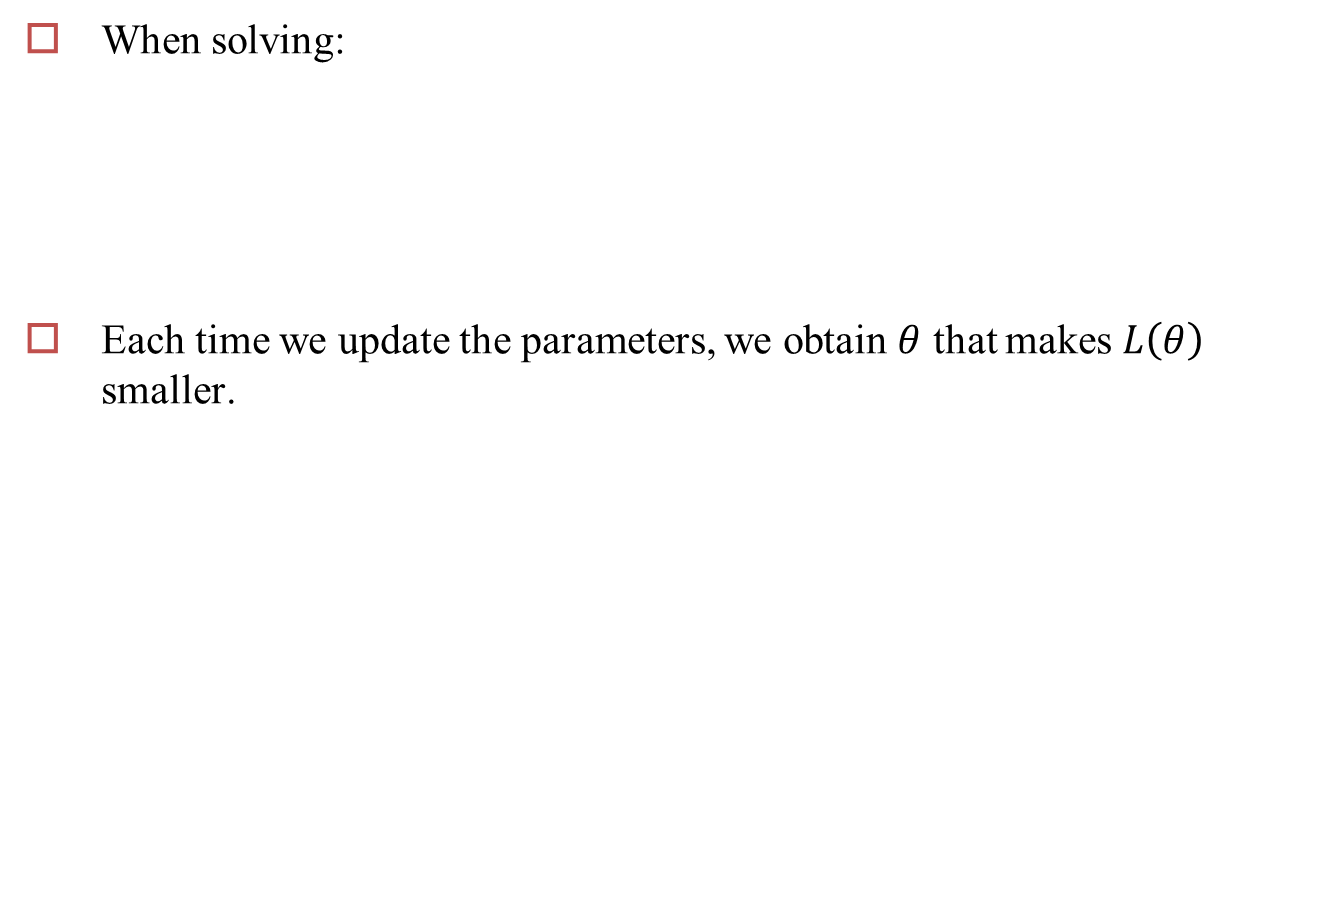 When solving:
Each time we update the parameters, we obtain 𝜃 that makes 𝐿(𝜃)
smaller.